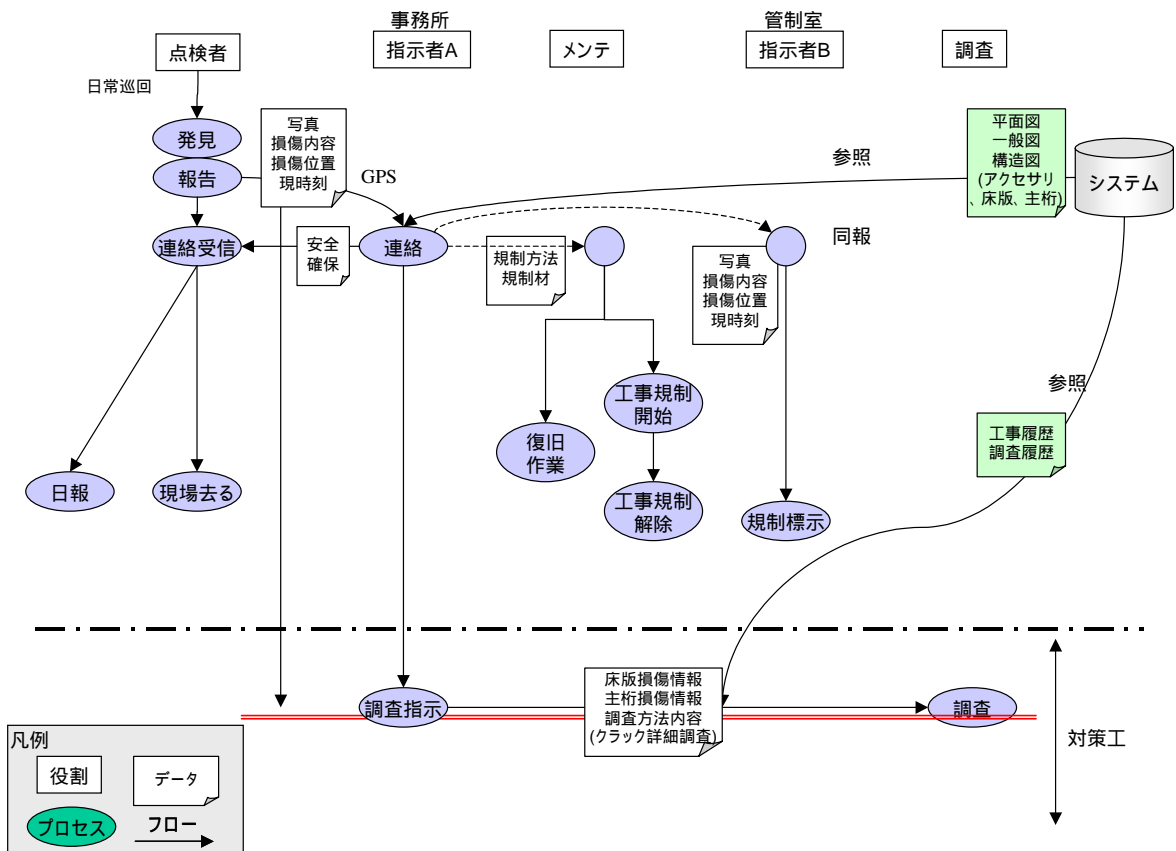 事務所
管制室
点検者
指示者A
メンテ
指示者B
調査
日常巡回
発見
報告
写真
損傷内容
損傷位置
現時刻
GPS
参照
平面図
一般図
構造図
(アクセサリ
、床版、主桁)
システム
連絡受信
安全
確保
連絡
規制方法
規制材
同報
写真
損傷内容
損傷位置
現時刻
参照
工事規制
開始
復旧
作業
工事履歴
調査履歴
日報
現場去る
工事規制
解除
規制標示
床版損傷情報
主桁損傷情報
調査方法内容
(クラック詳細調査)
調査指示
調査
対策工
凡例
役割
データ
プロセス
フロー